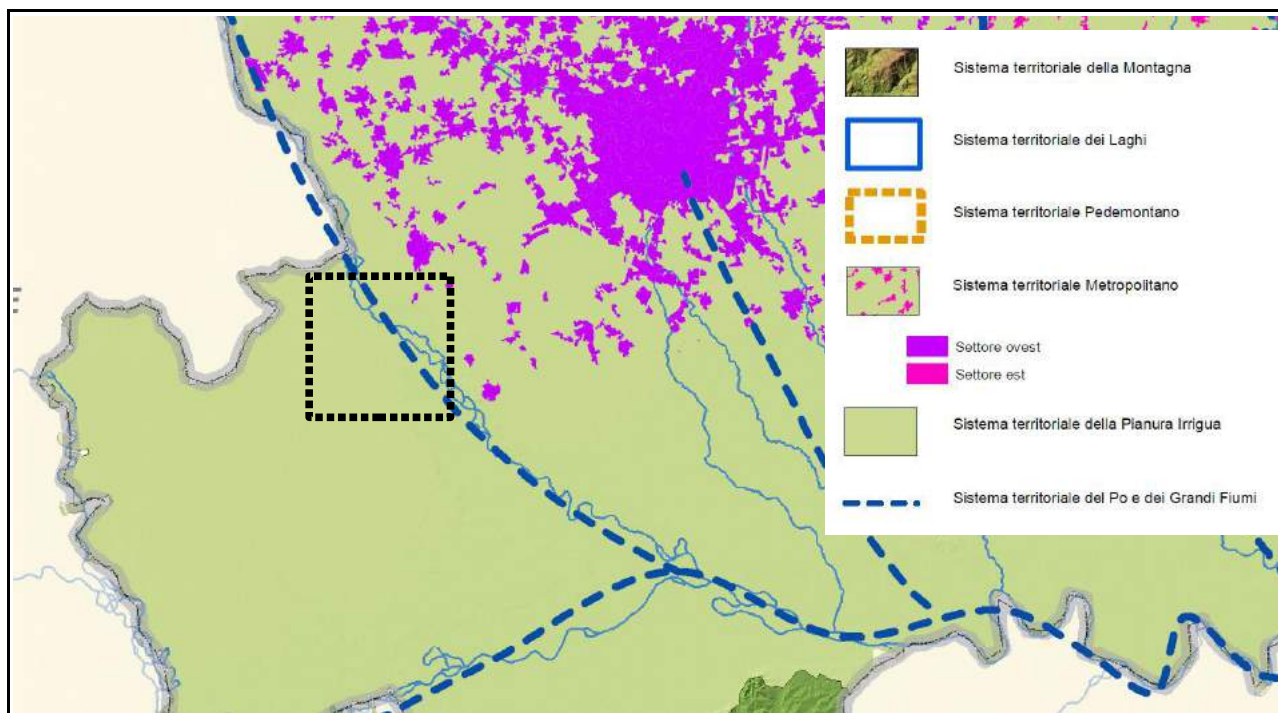 Sistema territoriale della Montagna
Sistema territoriale dei Laghi
Sistema territoriale Pedemontano
Sistema territoriale Metropolitano
Settore ovest
Settore est
Sistema territoriale della Pianura Irrigua
Sistema territoriale del Po e dei Grandi Fiumi